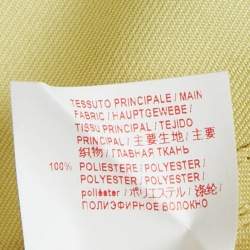 TESSUTO PRINCIPALE / MAIN
FABRIC / HAUPTGEWEBE /
TISSU PRINCIPAL / TEJIDO
PRINCIPAL / 主要生地 / 主要
织物 / ГЛАВНАЯ ТКАНЬ
100% POLIESTERE / POLYESTER /
POLYESTER / POLYESTER /
poliéster / ポリエステル / 涤纶 /
ПОЛИЭФИРНОЕ ВОЛОКНО